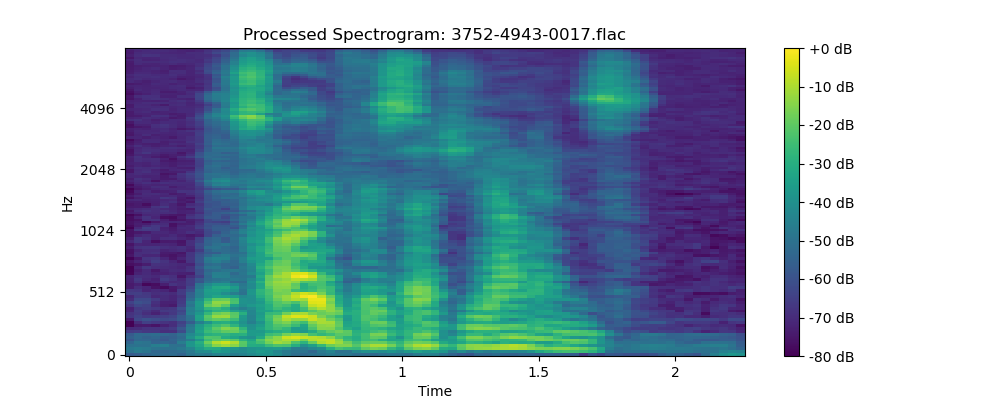 Processed Spectrogram: 3752-4943-0017.flac
+0 dB
-10 dB
-20 dB
-30 dB
-40 dB
-50 dB
-60 dB
-70 dB
-80 dB
4096
2048
1024
512
0
Hz
0
0.5
1
1.5
2
Time